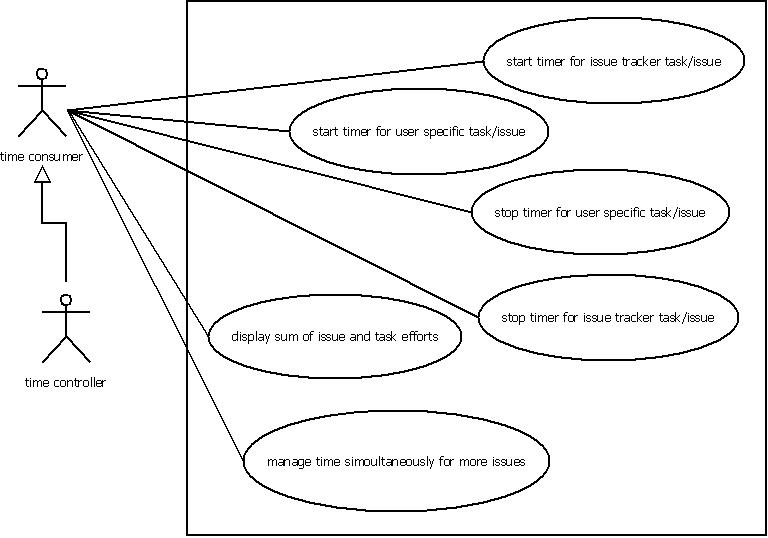 start timer for issue tracker task/issue
start timer for user specific task/issue
time consumer
stop timer for user specific task/issue
stop timer for issue tracker task/issue
display sum of issue and task efforts
time controller
manage time simoultaneously for more issues